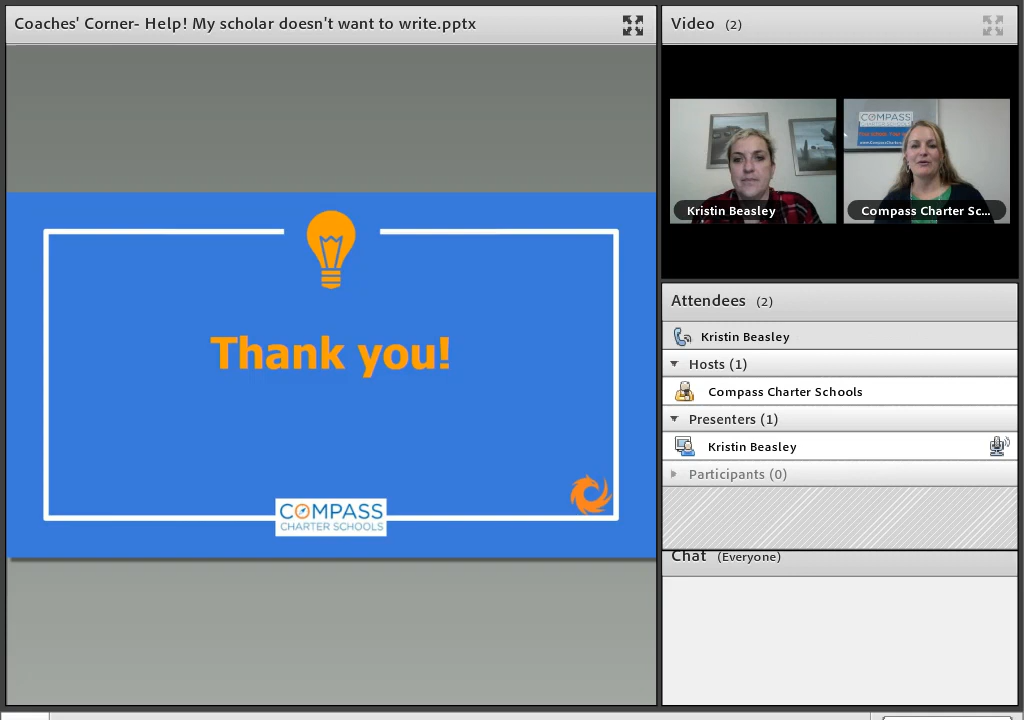 Coaches' Corner- Help! My scholar doesn't want to write.pptx
Thank you!
COMPASS
CHARTER SCHOOLS
Video (2)
COMPASS
Kristin Beasley
Compass Charter Sc...
Attendees (2)
Kristin Beasley
Hosts (1)
Compass Charter Schools
Presenters (1)
Kristin Beasley
Participants (0)
Chat (Everyone)